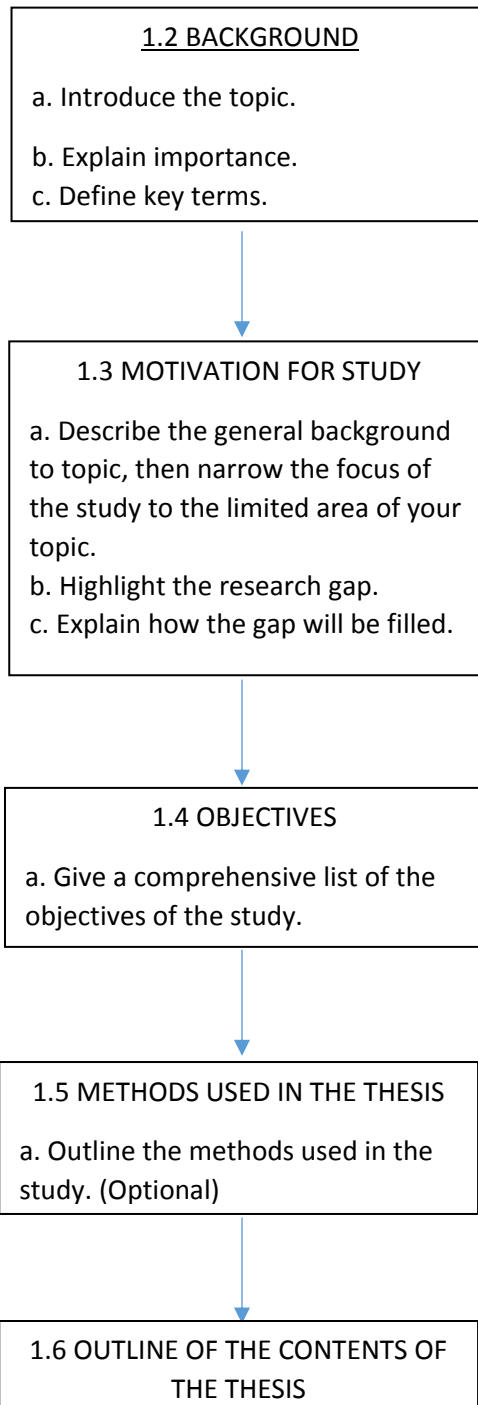 1.2 BACKGROUND
a. Introduce the topic.
b. Explain importance.
c. Define key terms.
1.3 MOTIVATION FOR STUDY
a. Describe the general background
to topic, then narrow the focus of
the study to the limited area of your
topic.
b. Highlight the research gap.
c. Explain how the gap will be filled.
1.4 OBJECTIVES
a. Give a comprehensive list of the
objectives of the study.
1.5 METHODS USED IN THE THESIS
a. Outline the methods used in the
study. (Optional)
1.6 OUTLINE OF THE CONTENTS OF
THE THESIS